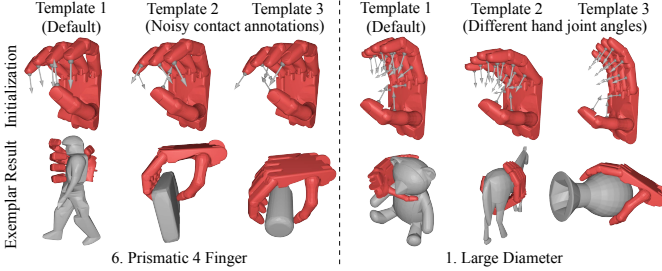 Template 1 Template 2 Template 3 Template 1 Template 2 Template 3
(Default) (Noisy contact annotations) (Default) (Different hand joint angles)
Initialization
Exemplar Result
6. Prismatic 4 Finger 1. Large Diameter